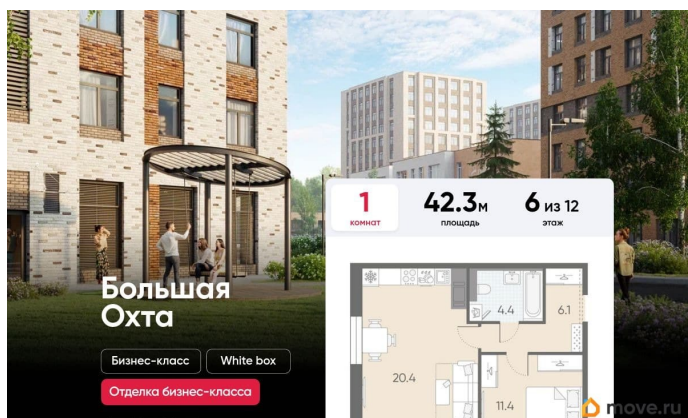 1
комнат
42.3м
площадь
6 из 12
этаж
Большая
Охта
Бизнес-класс
White box
Отделка бизнес-класса
4.4
6.1
20.4
11.4
move.ru